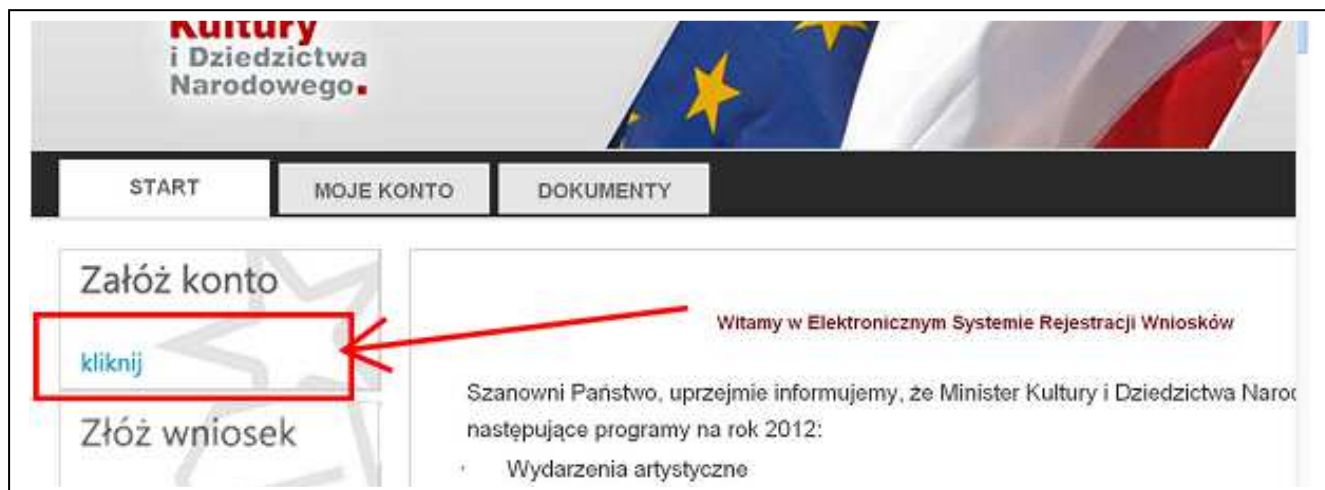 Kultury
i Dziedzictwa
Narodowego.
START
MOJE KONTO
DOKUMENTY
Załóż konto
kliknij
Złóż wniosek
Witamy w Elektronicznym Systemie Rejestracji Wniosków
Szanowni Państwo, uprzejmie informujemy, że Minister Kultury i Dziedzictwa Naroc
następujące programy na rok 2012:
· Wydarzenia artystyczne